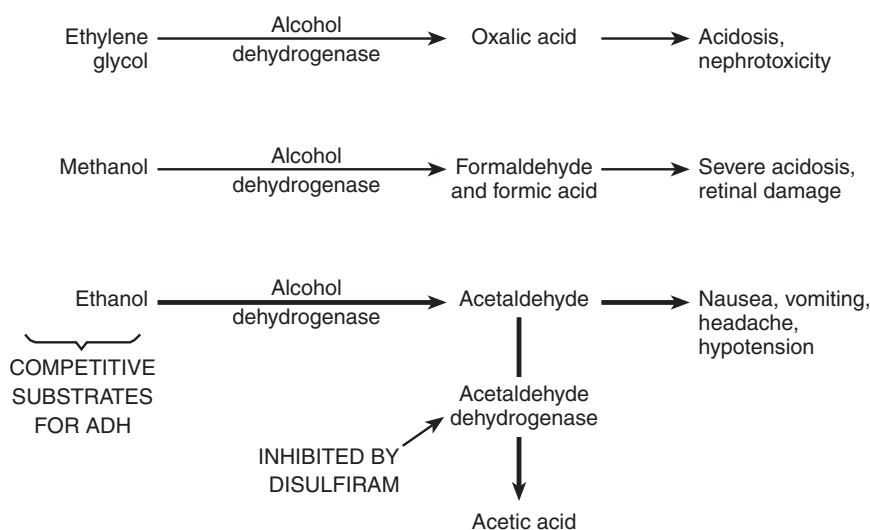 Ethylene
glycol
Alcohol
dehydrogenase
Oxalic acid
Acidosis,
nephrotoxicity
Methanol
Alcohol
dehydrogenase
Formaldehyde
and formic acid
Severe acidosis,
retinal damage
Ethanol
Alcohol
dehydrogenase
Acetaldehyde
Nausea, vomiting,
headache,
hypotension
COMPETITIVE
SUBSTRATES
FOR ADH
Acetaldehyde
dehydrogenase
INHIBITED BY
DISULFIRAM
Acetic acid